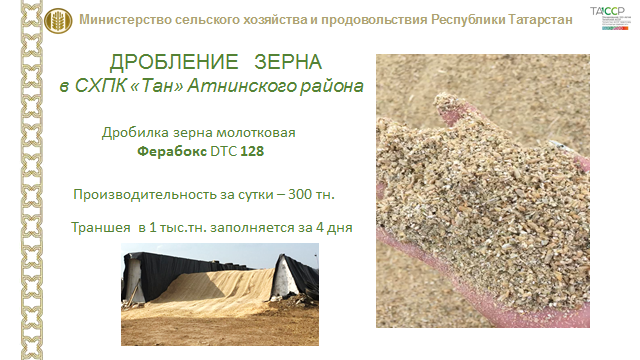 Министерство сельского хозяйства и продовольствия Республики Татарстан
ТАССР
ДРОБЛЕНИЕ ЗЕРНА
в СХПК «Тан» Атнинского района
Дробилка зерна молотковая
Ферабокс DTC 128
Производительность за сутки – 300 тн.
Траншея в 1 тыс.тн. заполняется за 4 дня